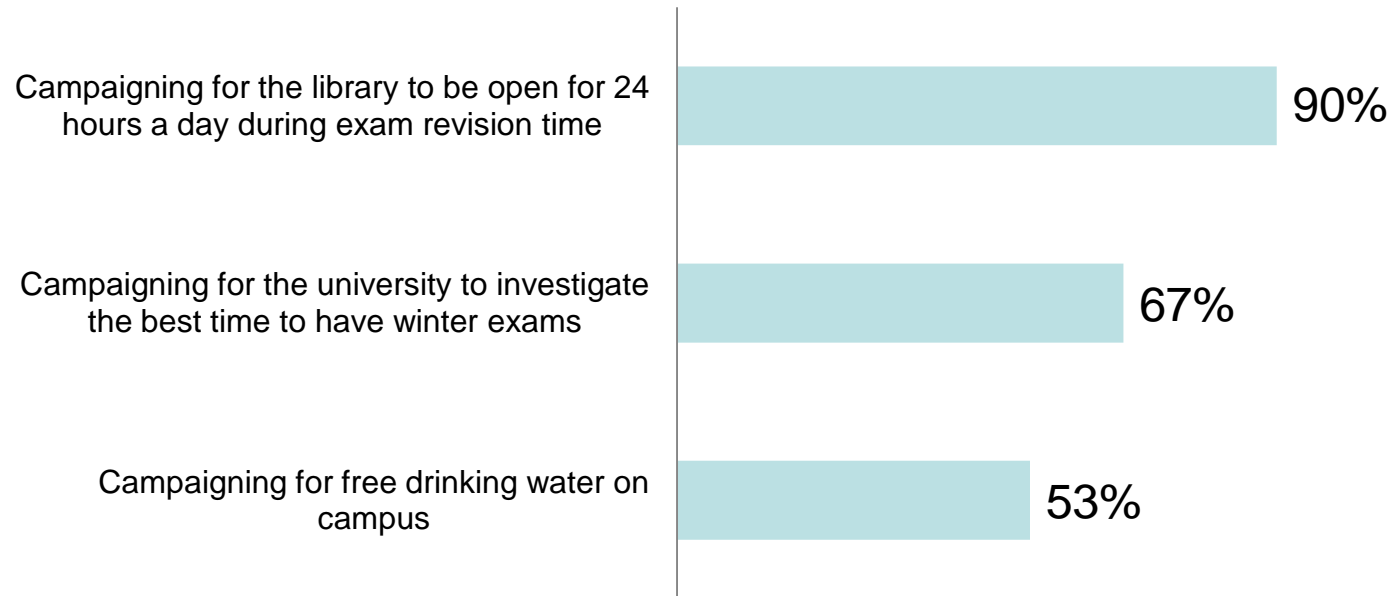 Campaigning for the library to be open for 24
hours a day during exam revision time
90%
Campaigning for the university to investigate
the best time to have winter exams
67%
Campaigning for free drinking water on
campus
53%